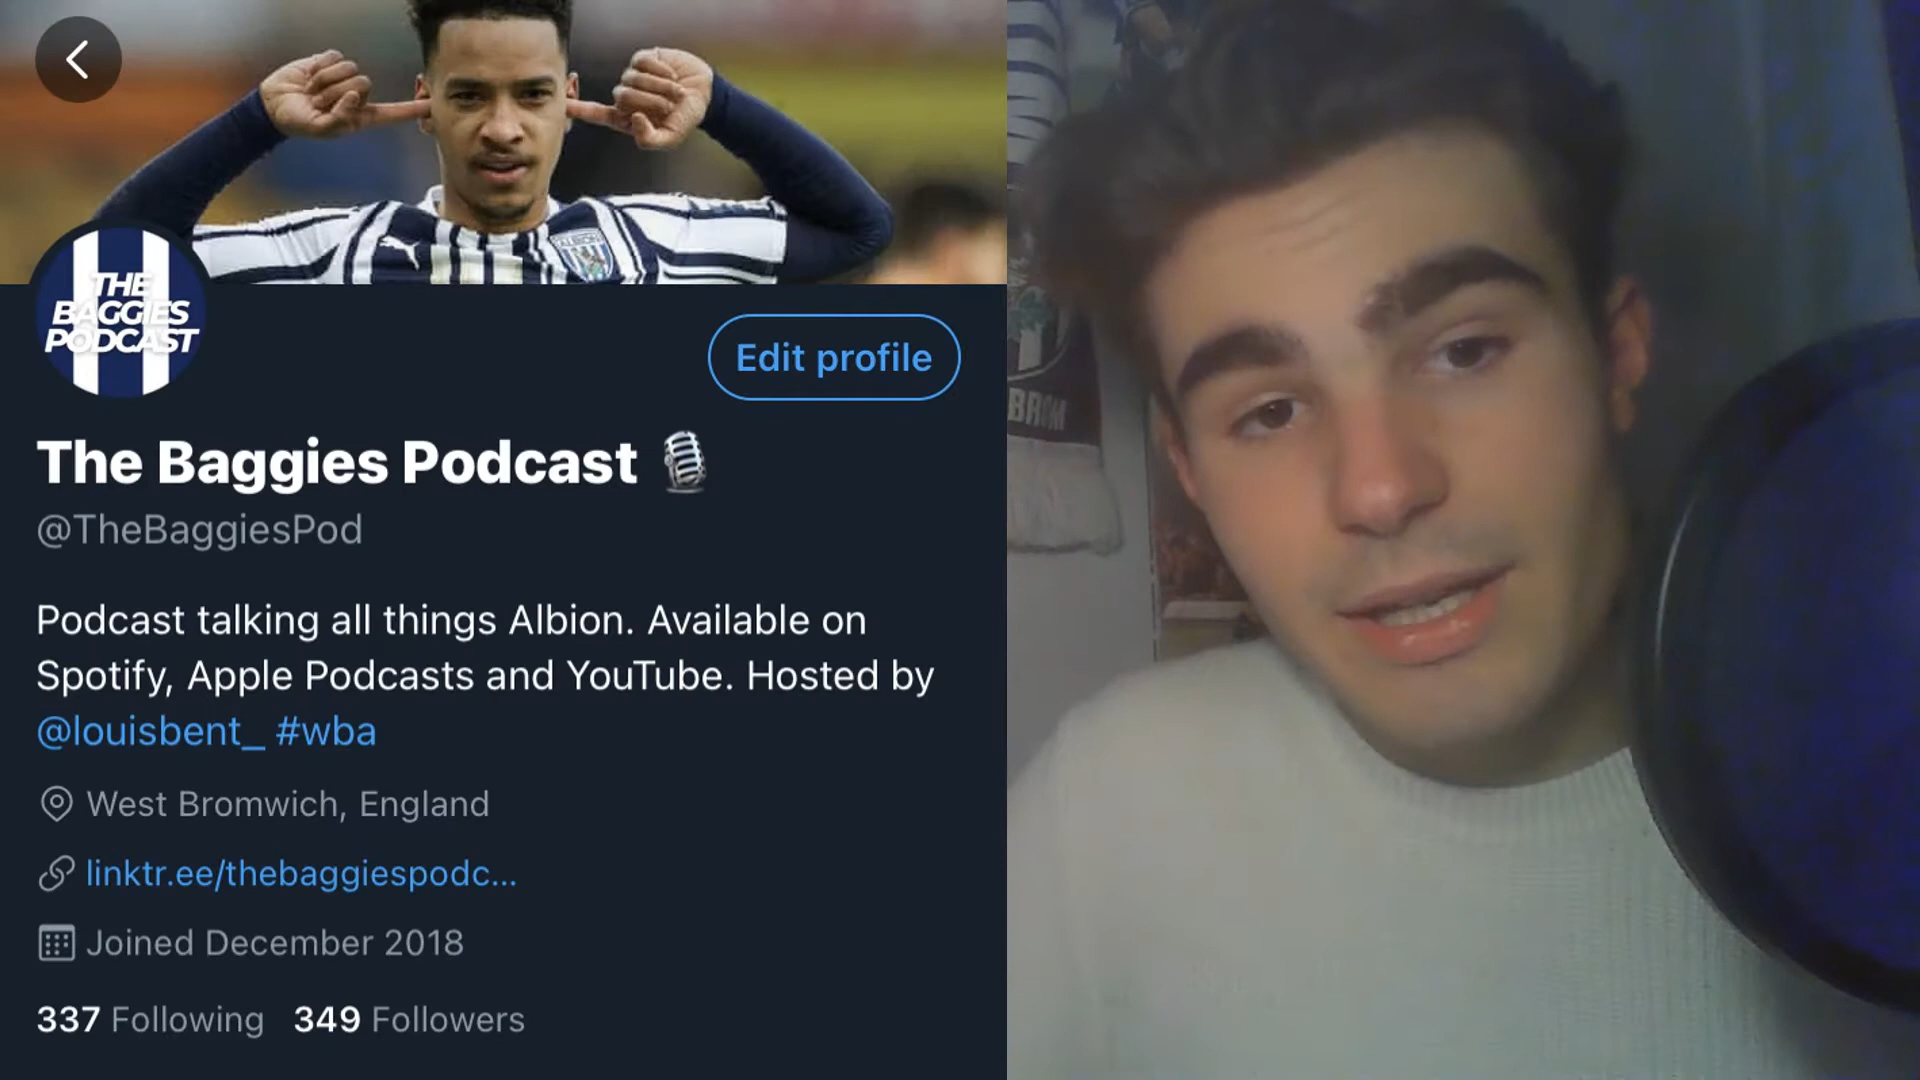 THE
BAGGIES
PODCAST
ALBION
Edit profile
The Baggies Podcast 🎙
@TheBaggiesPod
Podcast talking all things Albion. Available on
Spotify, Apple Podcasts and YouTube. Hosted by
@louisbent_ #wba
West Bromwich, England
linktr.ee/thebaggiespodc...
Joined December 2018
337 Following 349 Followers
BROM